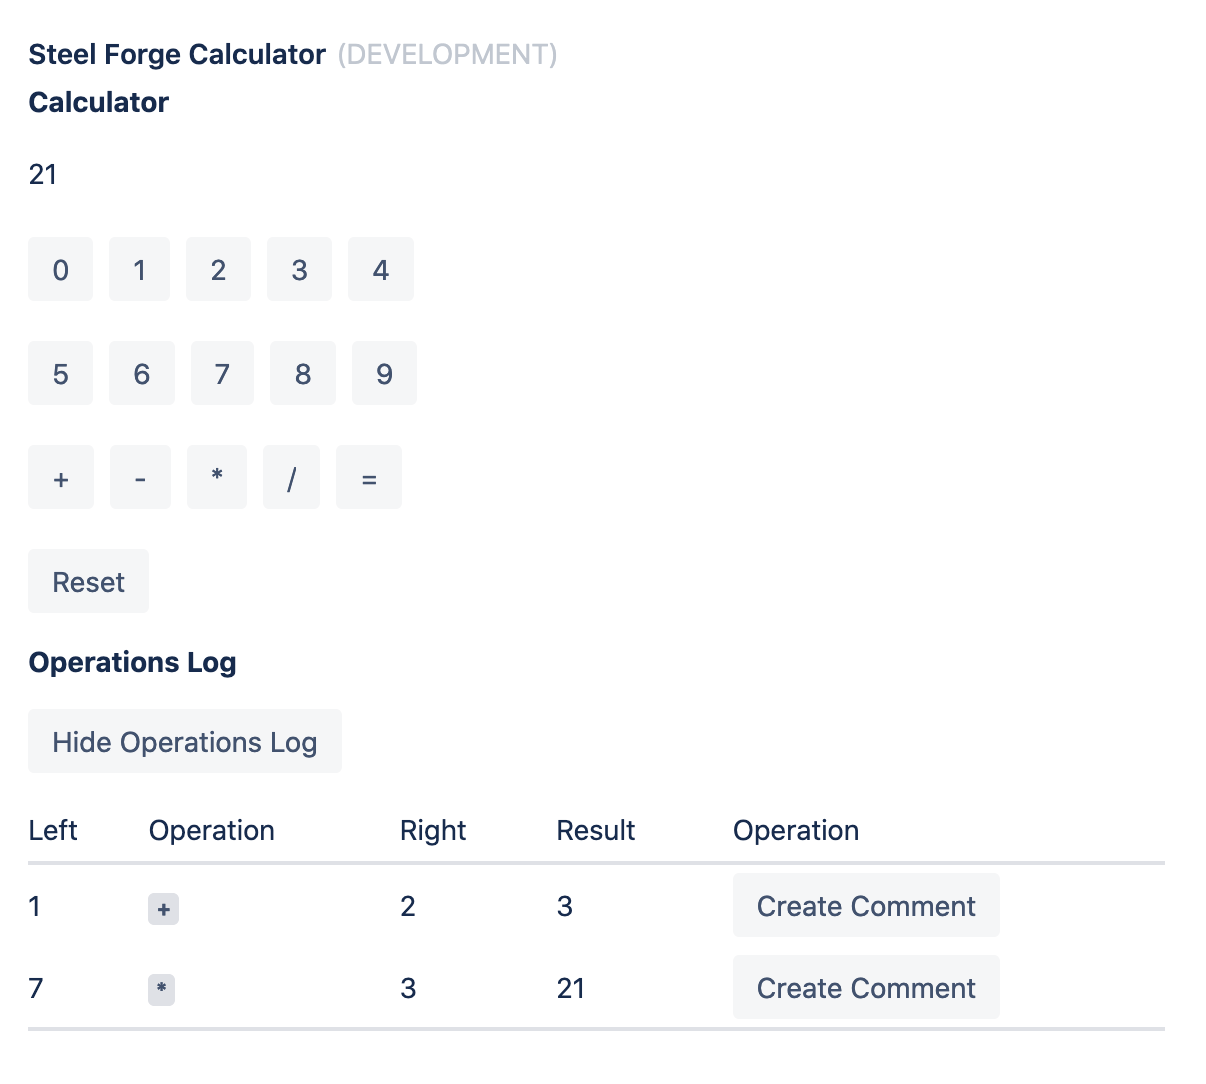 Steel Forge Calculator (DEVELOPMENT)
Calculator
21
0 1 2 3 4
5 6 7 8 9
+ - * / =
Reset
Operations Log
Hide Operations Log
Left Operation Right Result Operation
1 + 2 3 Create Comment
7 * 3 21 Create Comment